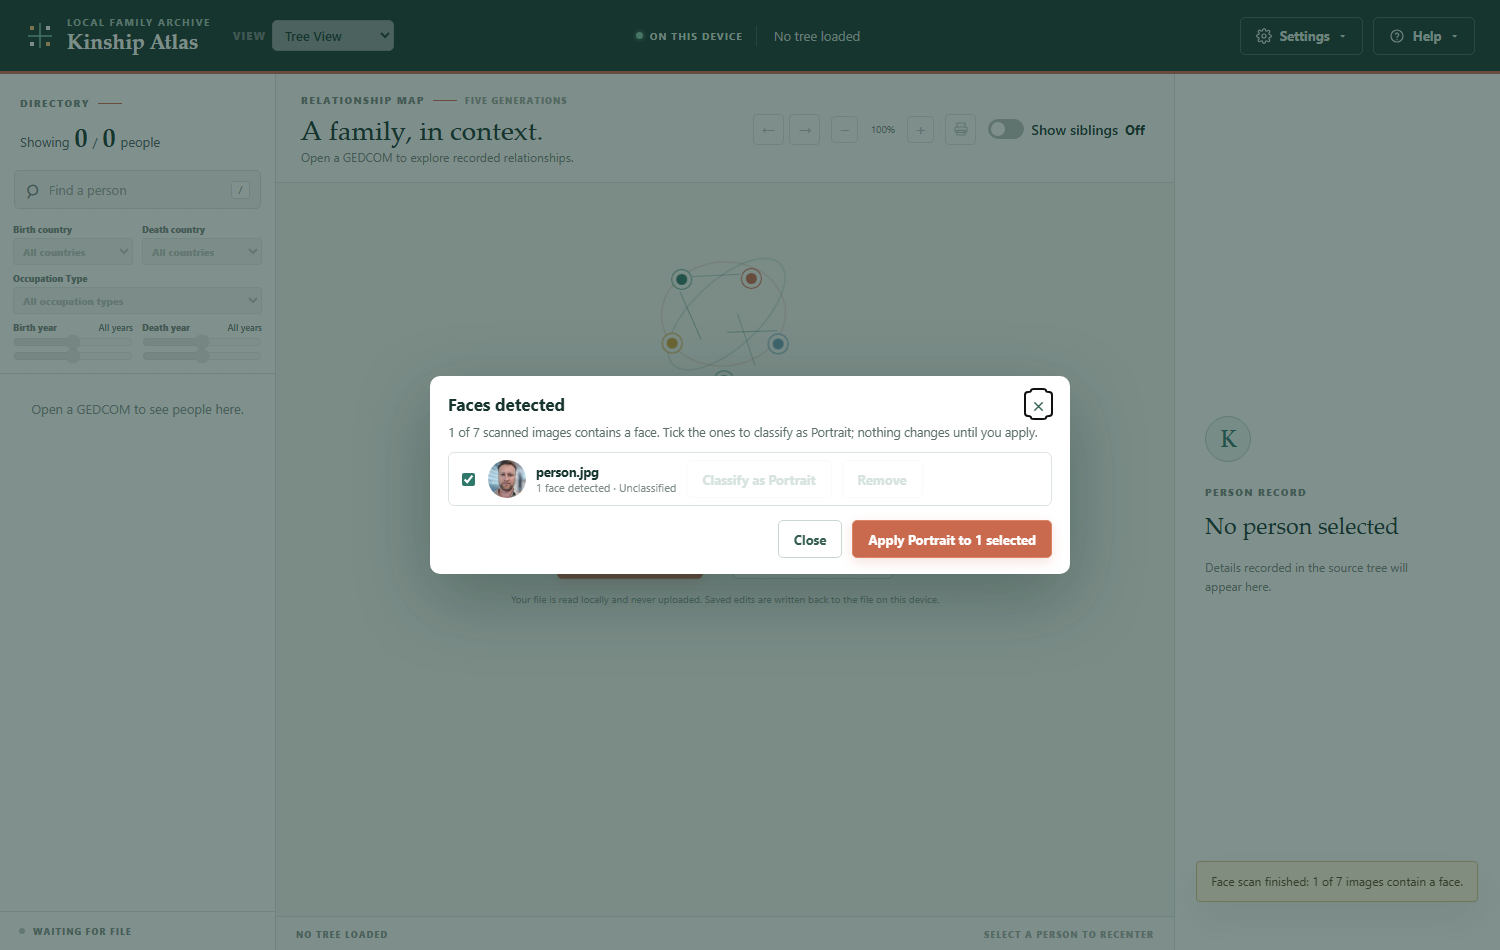 LOCAL FAMILY ARCHIVE
Kinship Atlas
VIEW
Tree View
ON THIS DEVICE
No tree loaded
Settings
Help
DIRECTORY
Showing 0 / 0 people
Find a person
/
Birth country
Death country
All countries
All countries
Occupation Type
All occupation types
Birth year
All years
Death year
All years
Open a GEDCOM to see people here.
WAITING FOR FILE
RELATIONSHIP MAP
FIVE GENERATIONS
A family, in context.
Open a GEDCOM to explore recorded relationships.
100%
Show siblings Off
Faces detected
1 of 7 scanned images contains a face. Tick the ones to classify as Portrait; nothing changes until you apply.
person.jpg
1 face detected · Unclassified
Classify as Portrait
Remove
Close
Apply Portrait to 1 selected
Your file is read locally and never uploaded. Saved edits are written back to the file on this device.
NO TREE LOADED
SELECT A PERSON TO RECENTER
K
PERSON RECORD
No person selected
Details recorded in the source tree will
appear here.
Face scan finished: 1 of 7 images contain a face.